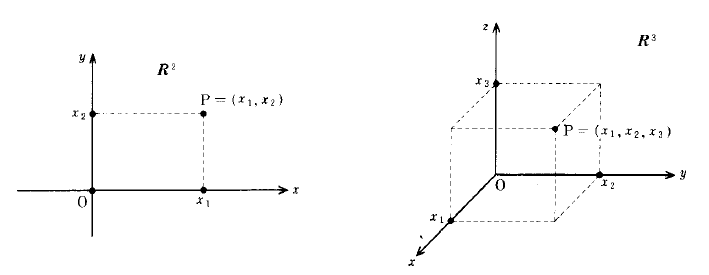 y
R²
P = (x₁, x₂)
x₂
O
x₁
x
z
R³
x₃
P = (x₁, x₂, x₃)
O
x₂
y
x₁
x